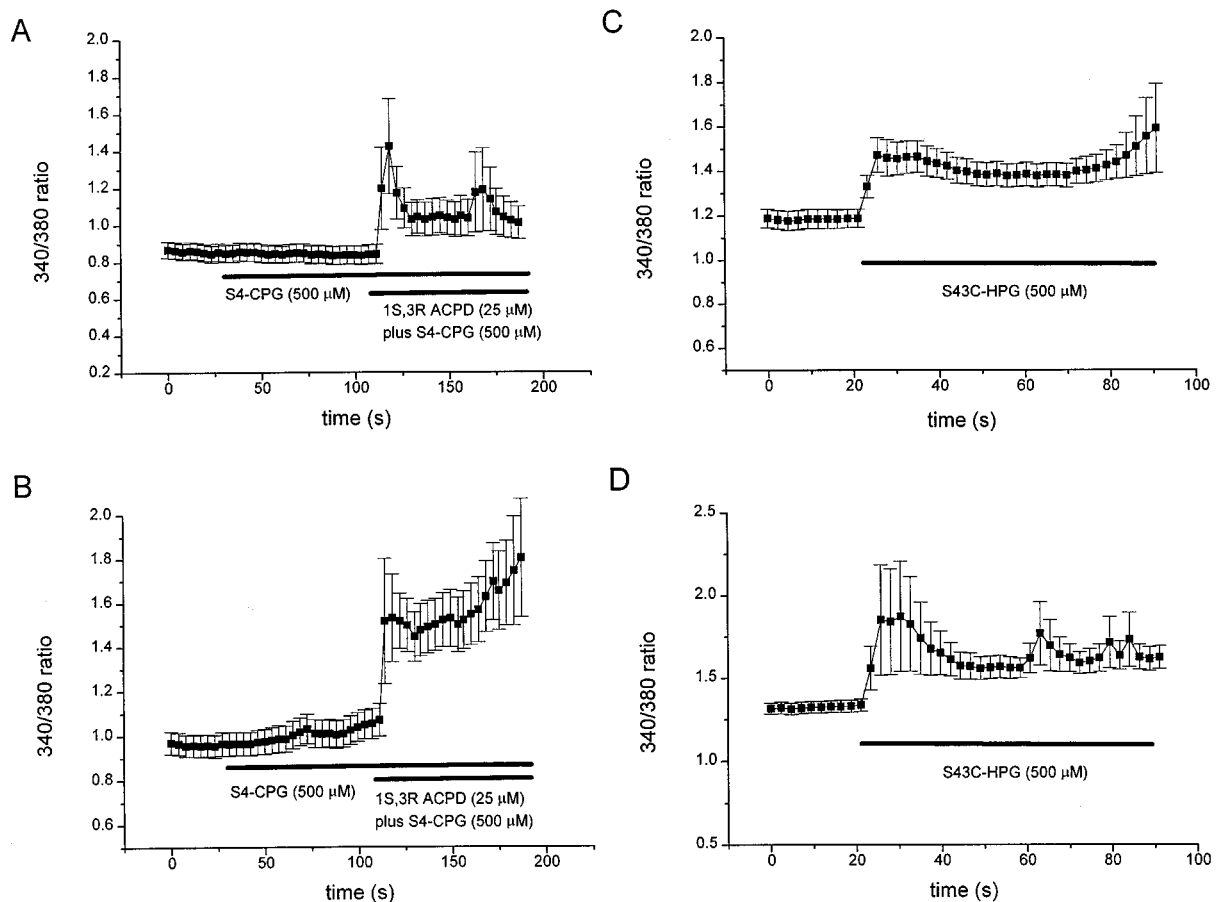 A
2.0
1.8
1.6
1.4
1.2
1.0
0.8
0.6
0.4
0.2
340/380 ratio
S4-CPG (500 µM)
1S,3R ACPD (25 µM)
plus S4-CPG (500 µM)
0
50
100
150
200
time (s)
B
2.0
1.8
1.6
1.4
1.2
1.0
0.8
0.6
340/380 ratio
S4-CPG (500 µM)
1S,3R ACPD (25 µM)
plus S4-CPG (500 µM)
0
50
100
150
200
time (s)
C
2.0
1.8
1.6
1.4
1.2
1.0
0.8
0.6
340/380 ratio
S43C-HPG (500 µM)
0
20
40
60
80
100
time (s)
D
2.5
2.0
1.5
1.0
0.5
340/380 ratio
S43C-HPG (500 µM)
0
20
40
60
80
100
time (s)